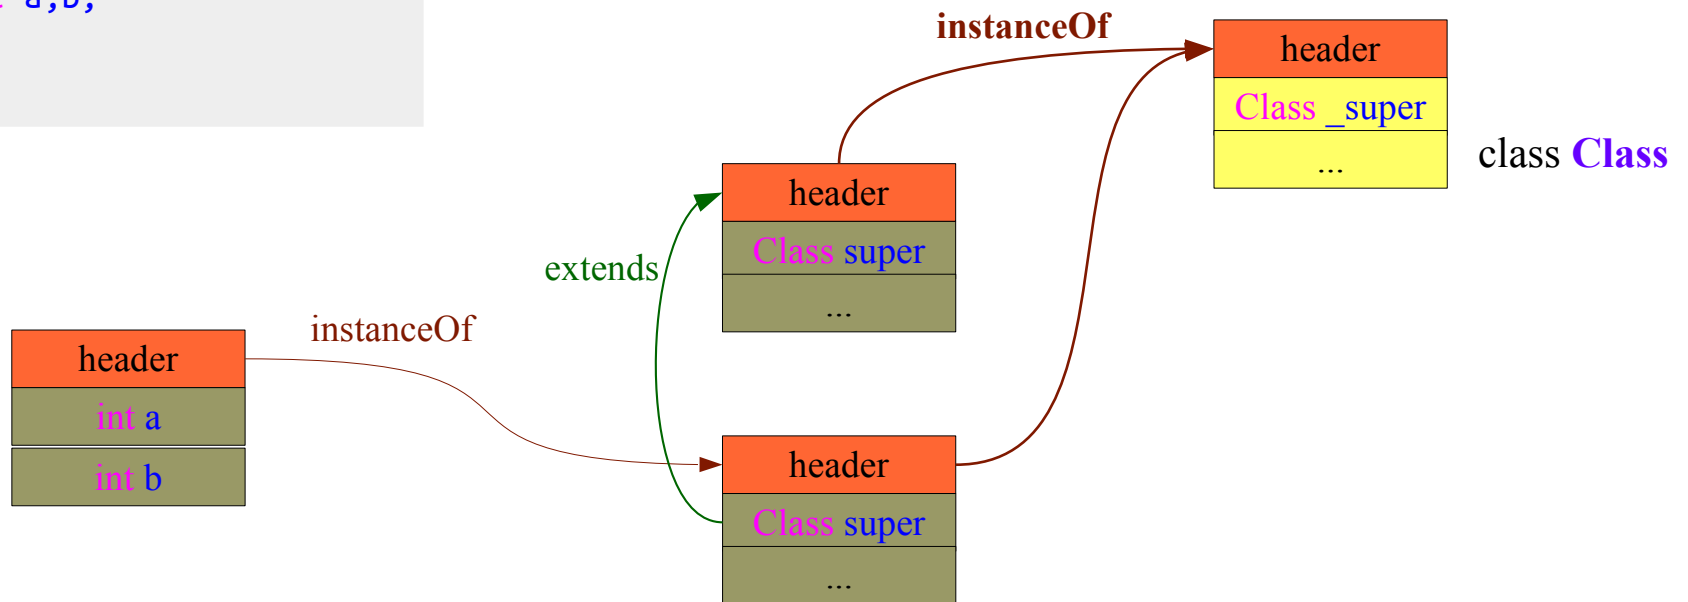 a,b;
instanceOf
header
Class _super
...
class Class
header
Class super
...
extends
instanceOf
header
int a
int b
header
Class super
...